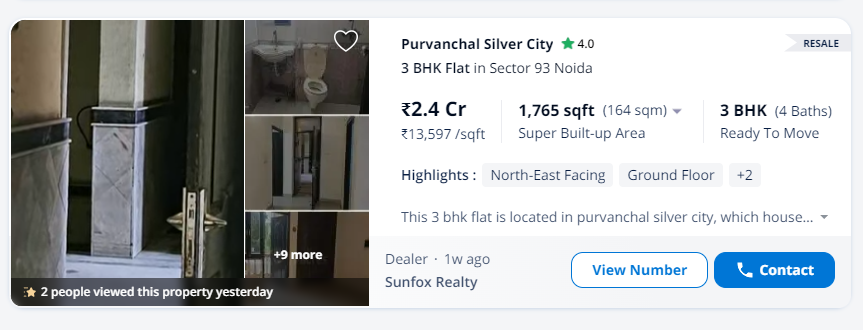 Purvanchal Silver City ★ 4.0
RESALE
3 BHK Flat in Sector 93 Noida
₹2.4 Cr
₹13,597 /sqft
1,765 sqft (164 sqm)
Super Built-up Area
3 BHK (4 Baths)
Ready To Move
Highlights : North-East Facing Ground Floor +2
This 3 bhk flat is located in purvanchal silver city, which house...
+9 more
2 people viewed this property yesterday
Dealer · 1w ago
Sunfox Realty
View Number
Contact